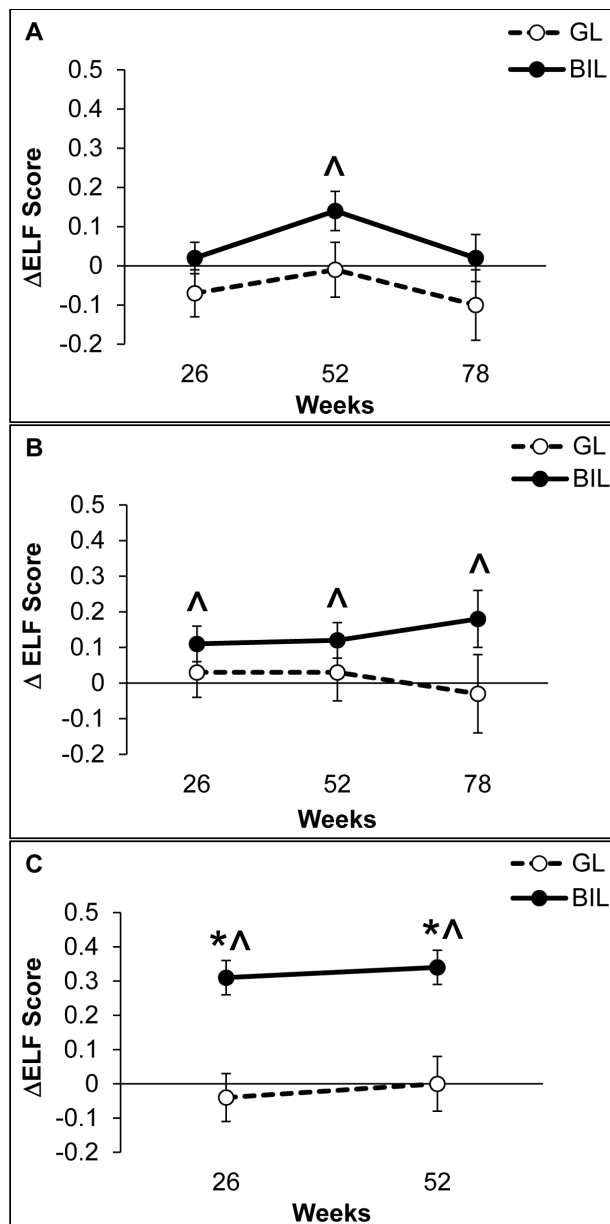 A
GL
BIL
0.5
0.4
0.3
0.2
0.1
0
-0.1
-0.2
ΔELF Score
^
26 52 78
Weeks
B
GL
BIL
0.5
0.4
0.3
0.2
0.1
0
-0.1
-0.2
Δ ELF Score
^ ^ ^
26 52 78
Weeks
C
GL
BIL
0.5
0.4
0.3
0.2
0.1
0
-0.1
-0.2
ΔELF Score
*^ *^
26 52
Weeks